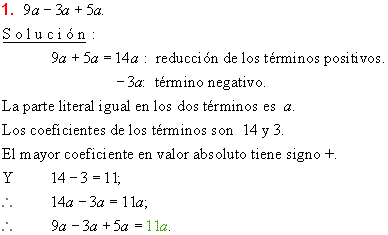 1. 9a − 3a + 5a.
Solución:
9a + 5a = 14a : reducción de los términos positivos.
− 3a: término negativo.
La parte literal igual en los dos términos es a.
Los coeficientes de los términos son 14 y 3.
El mayor coeficiente en valor absoluto tiene signo +.
Y 14 − 3 = 11;
∴ 14a − 3a = 11a;
∴ 9a − 3a + 5a = 11a.